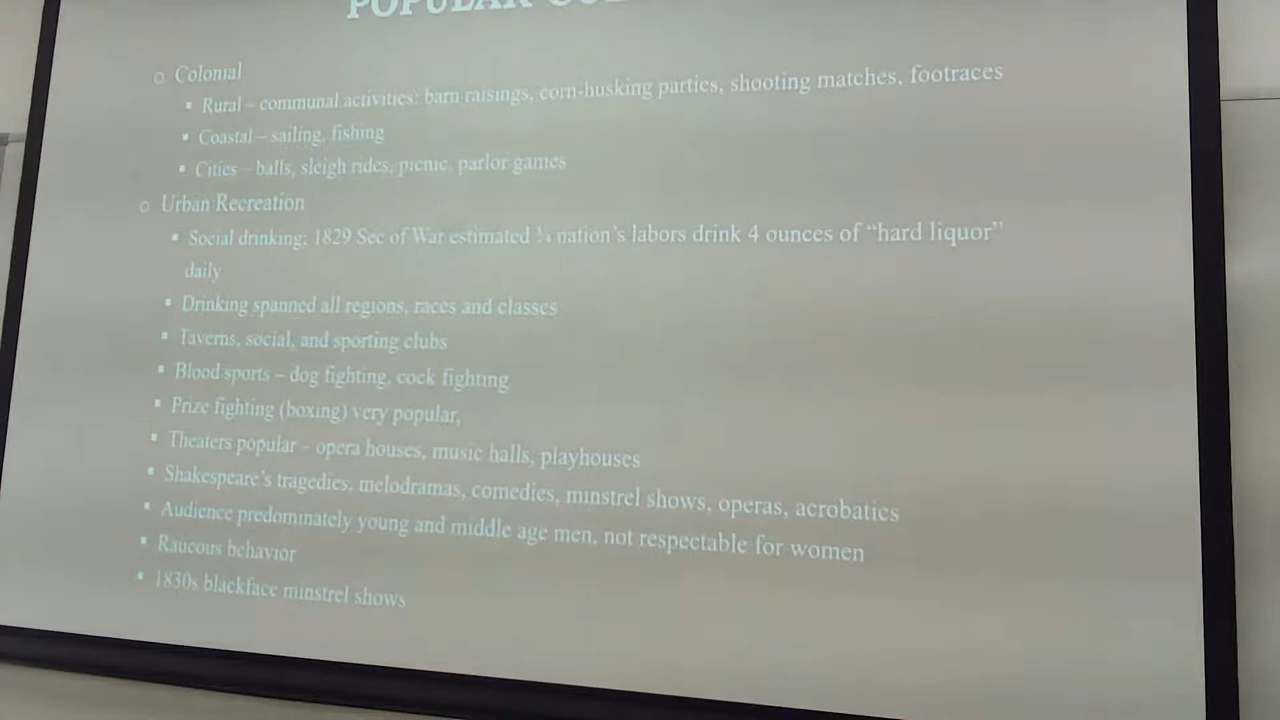 POPULAR
○ Colonial
▪ Rural – communal activities: barn raisings, corn-husking parties, shooting matches, footraces
▪ Coastal – sailing, fishing
▪ Cities – balls, sleigh rides, picnic, parlor games
○ Urban Recreation
▪ Social drinking; 1829 Sec of War estimated nation's labors drink 4 ounces of “hard liquor”
daily
▪ Drinking spanned all regions, races and classes
▪ Taverns, social, and sporting clubs
▪ Blood sports – dog fighting, cock fighting
▪ Prize fighting (boxing) very popular,
▪ Theaters popular – opera houses, music halls, playhouses
▪ Shakespeare's tragedies, melodramas, comedies, minstrel shows, operas, acrobatics
▪ Audience predominately young and middle age men, not respectable for women
▪ Raucous behavior
▪ 1830s blackface minstrel shows